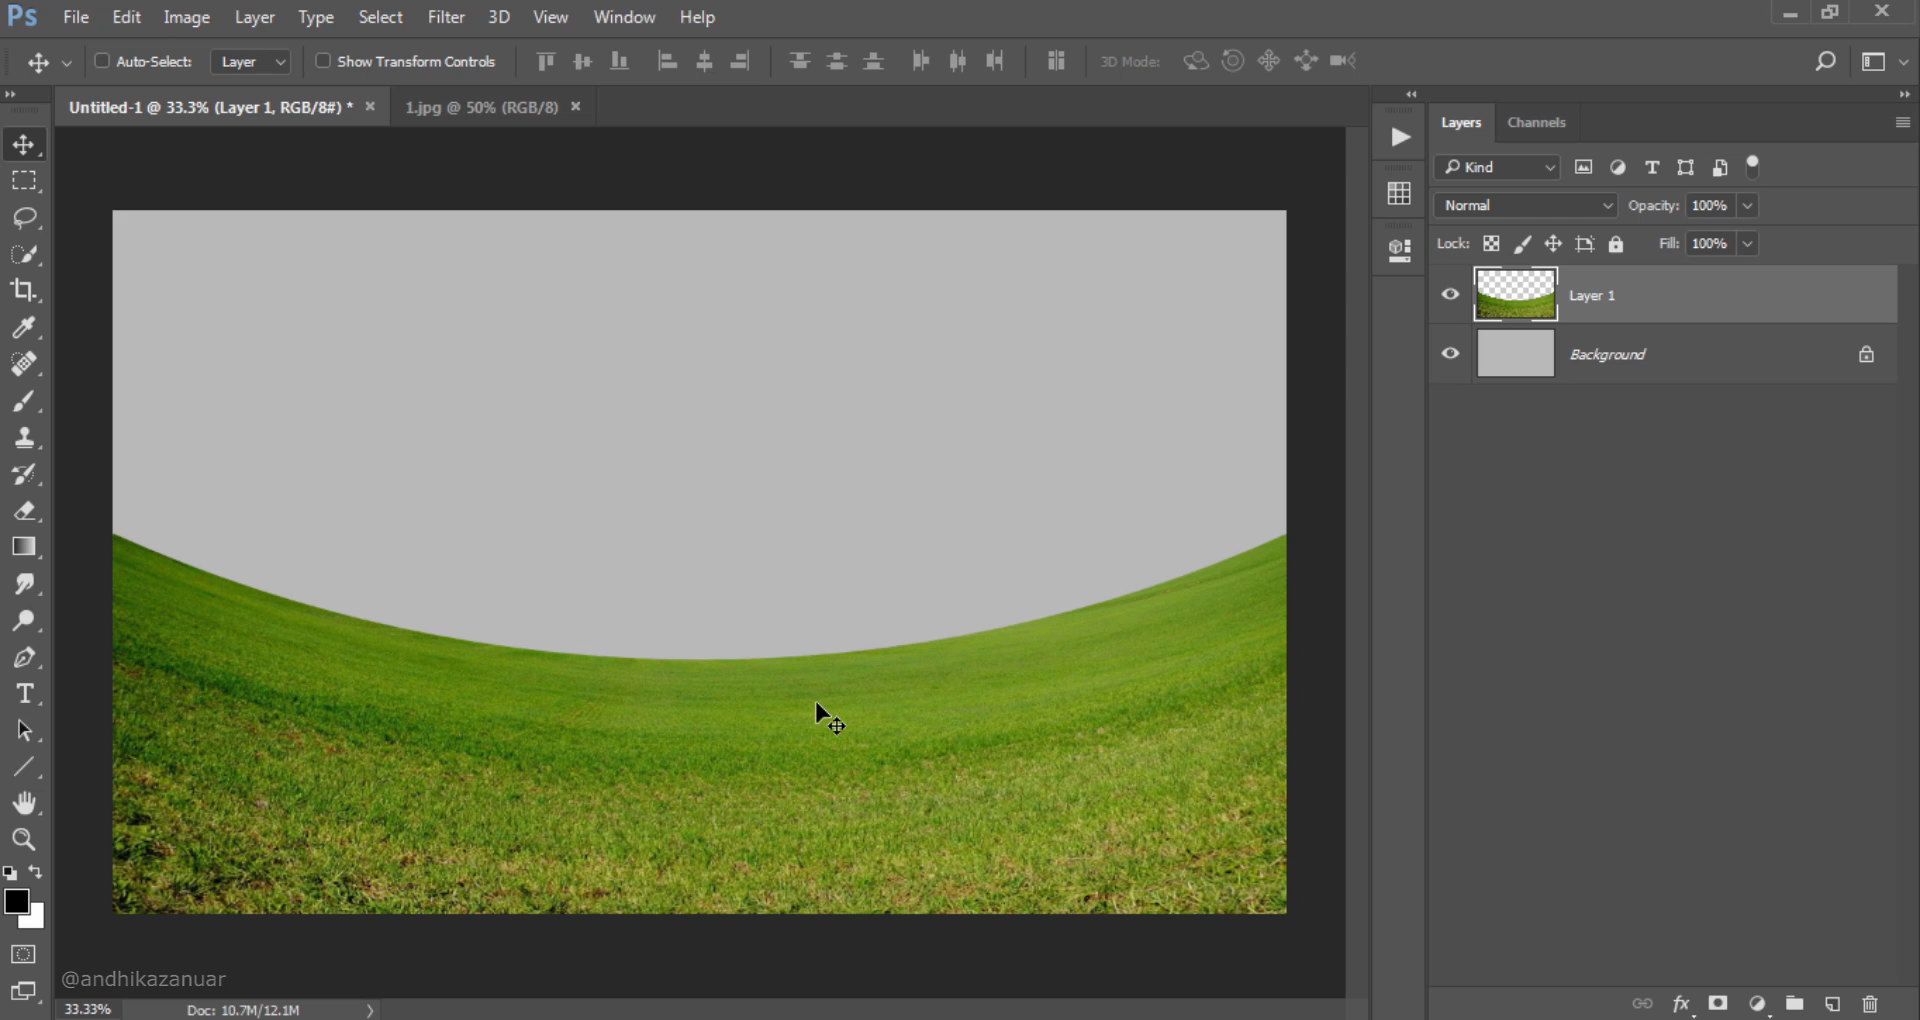 Ps File Edit Image Layer Type Select Filter 3D View Window Help
Auto-Select: Layer Show Transform Controls 3D Mode:
Untitled-1 @ 33.3% (Layer 1, RGB/8#) * 1.jpg @ 50% (RGB/8)
Layers Channels
Kind
Normal Opacity: 100%
Lock: Fill: 100%
Layer 1
Background
@andhikazanuar
33.33% Doc: 10.7M/12.1M
fx